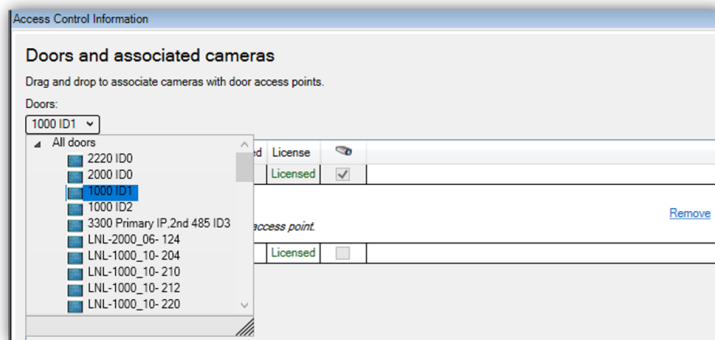 Access Control Information
Doors and associated cameras
Drag and drop to associate cameras with door access points.
Doors:
1000 ID1
All doors
2220 ID0
2000 ID0
1000 ID1
1000 ID2
3300 Primary IP,2nd 485 ID3
LNL-2000_06- 124
LNL-1000_10- 204
LNL-1000_10- 210
LNL-1000_10- 212
LNL-1000_10- 220
ed License
Licensed
Remove
access point.
Licensed